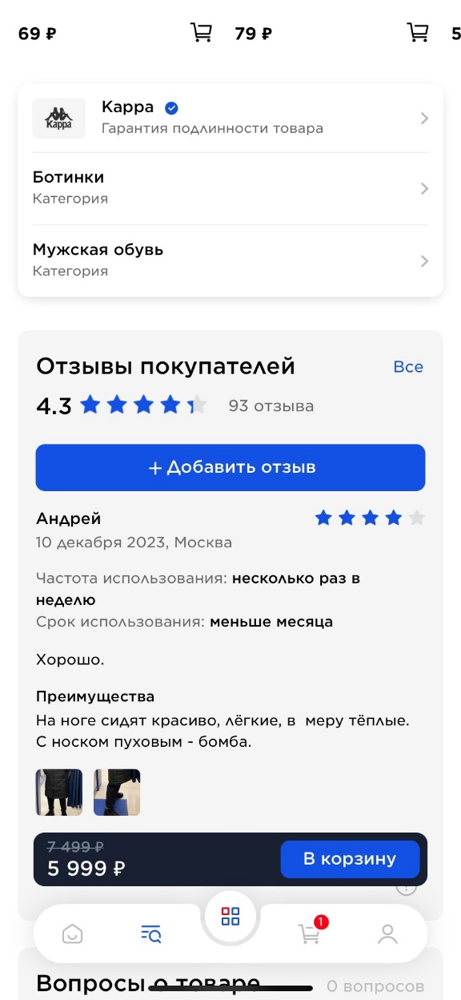 69 ₽
79 ₽
5
Kappa
Kappa
Гарантия подлинности товара
Ботинки
Категория
Мужская обувь
Категория
Отзывы покупателей
Все
4.3
93 отзыва
+ Добавить отзыв
Андрей
10 декабря 2023, Москва
Частота использования: несколько раз в
неделю
Срок использования: меньше месяца
Хорошо.
Преимущества
На ноге сидят красиво, лёгкие, в  меру тёплые.
С носком пуховым - бомба.
7 499 ₽
5 999 ₽
В корзину
1
Вопросы о товаре
0 вопросов